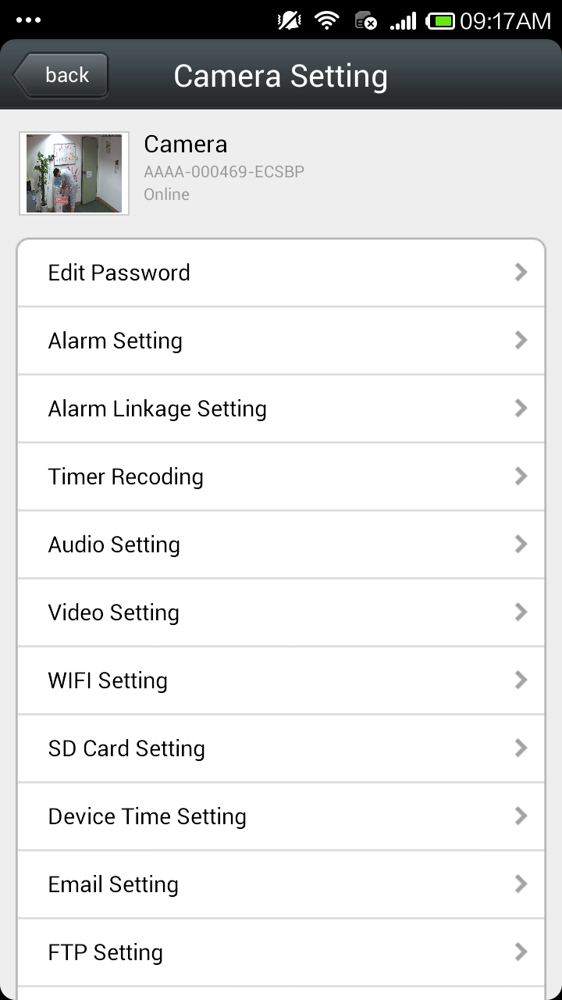 09:17AM
back
Camera Setting
Camera
AAAA-000469-ECSBP
Online
Edit Password
Alarm Setting
Alarm Linkage Setting
Timer Recoding
Audio Setting
Video Setting
WIFI Setting
SD Card Setting
Device Time Setting
Email Setting
FTP Setting